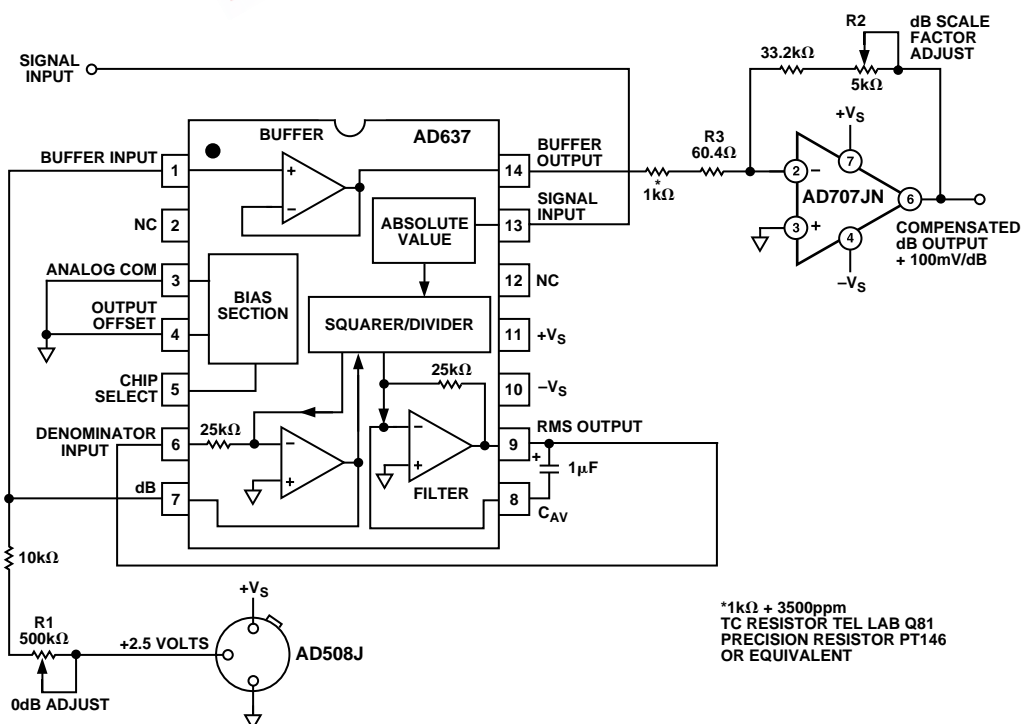 SIGNAL
INPUT
R2
dB SCALE
FACTOR
ADJUST
33.2kΩ
5kΩ
+VS
BUFFER
AD637
BUFFER
OUTPUT
BUFFER INPUT
1
+
−
14
R3
60.4Ω
*
1kΩ
2
−
7
AD707JN
6
3
+
4
−VS
COMPENSATED
dB OUTPUT
+ 100mV/dB
SIGNAL
INPUT
NC
2
ABSOLUTE
VALUE
13
ANALOG COM
3
BIAS
SECTION
12
NC
OUTPUT
OFFSET
4
SQUARER/DIVIDER
11
+VS
CHIP
SELECT
5
25kΩ
10
−VS
DENOMINATOR
INPUT
6
25kΩ
−
+
−
+
9
RMS OUTPUT
+
1µF
dB
7
FILTER
8
CAV
10kΩ
+VS
R1
500kΩ
+2.5 VOLTS
AD508J
0dB ADJUST
*1kΩ + 3500ppm
TC RESISTOR TEL LAB Q81
PRECISION RESISTOR PT146
OR EQUIVALENT